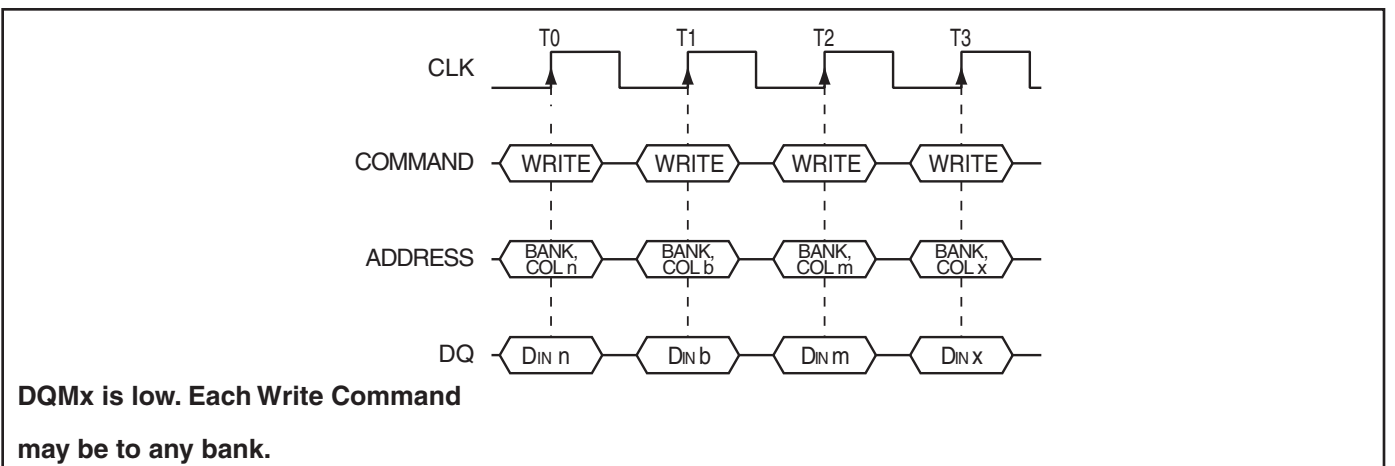 T0 T1 T2 T3
CLK
COMMAND WRITE WRITE WRITE WRITE
BANK, BANK, BANK, BANK,
ADDRESS
COL n COL b COL m COL x
DQ DIN n DIN b DIN m DIN x
DQMx is low. Each Write Command
may be to any bank.